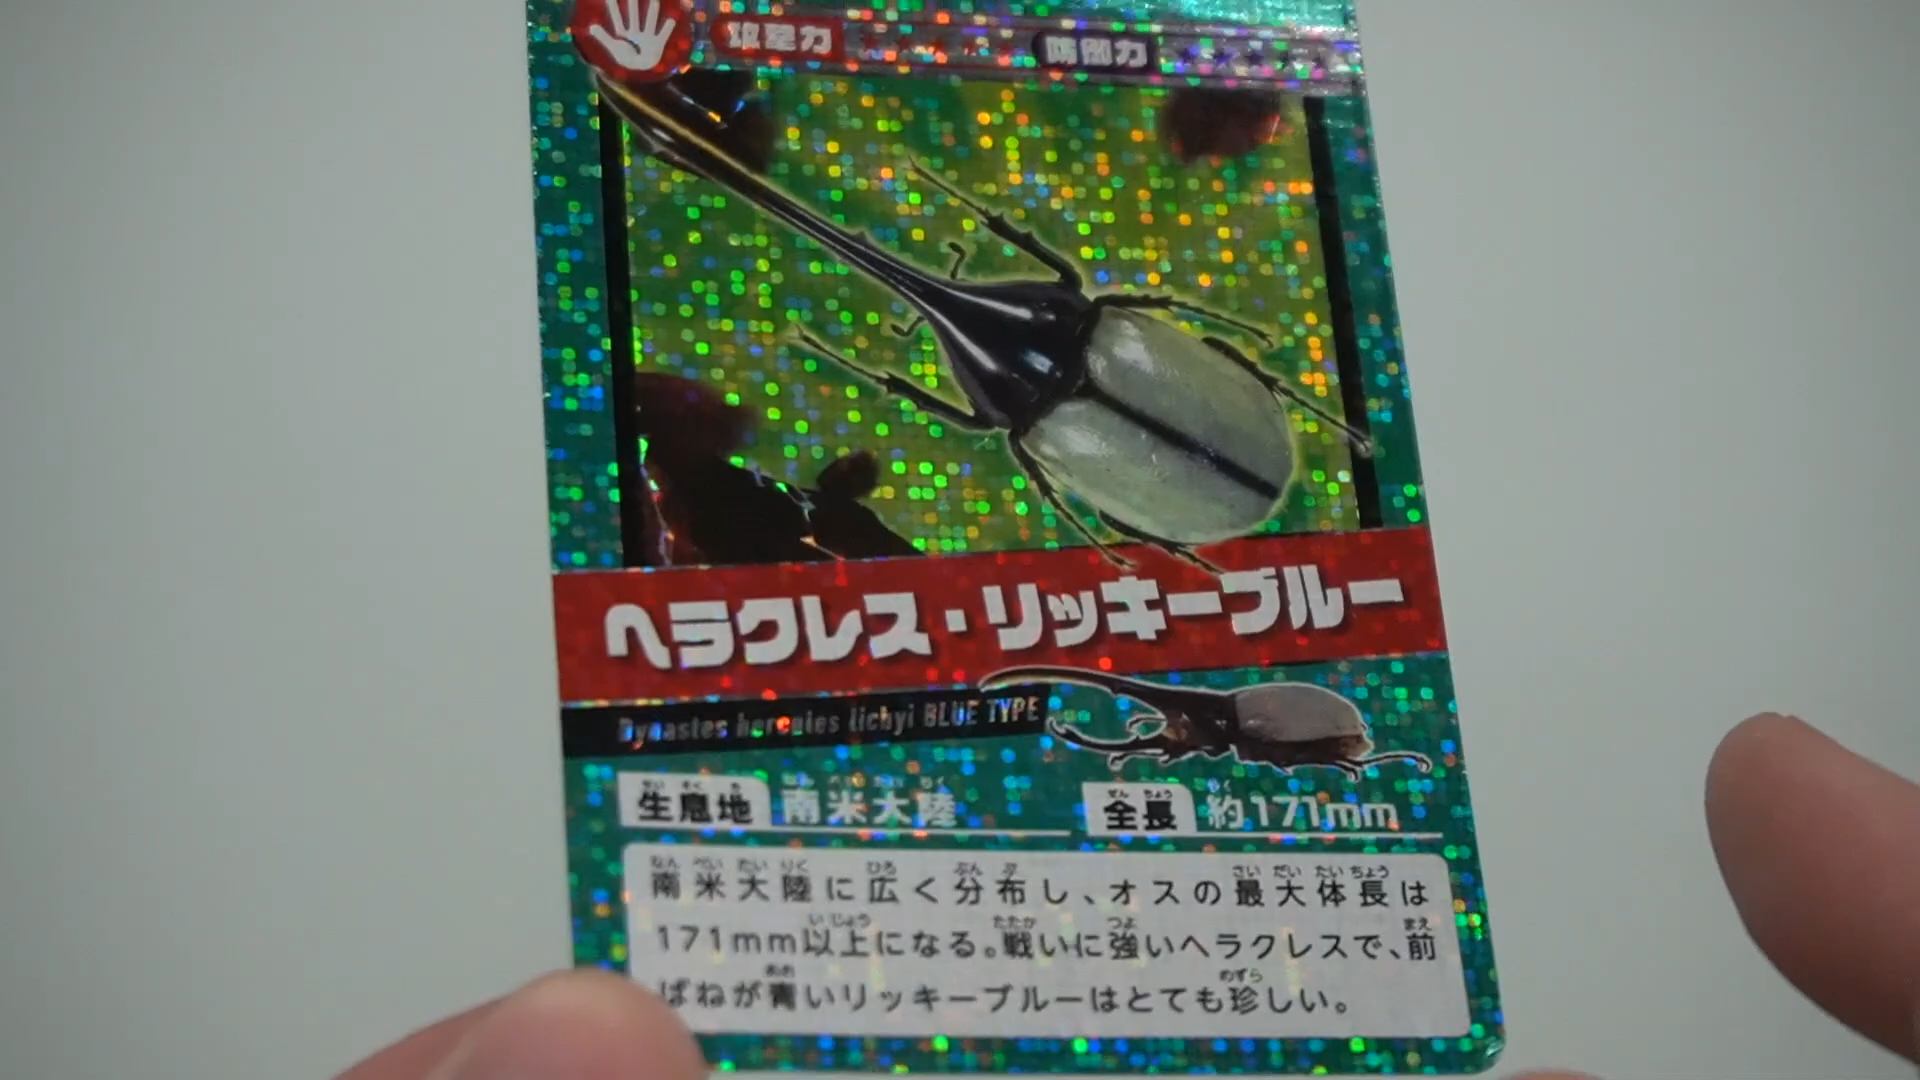 攻撃力 防御力
ヘラクレス・リッキーブルー
Dynastes hercules lichyi BLUE TYPE
生息地 南米大陸 全長 約171mm
南米大陸に広く分布し、オスの最大体長は
171mm以上になる。戦いに強いヘラクレスで、前
ばねが青いリッキーブルーはとても珍しい。